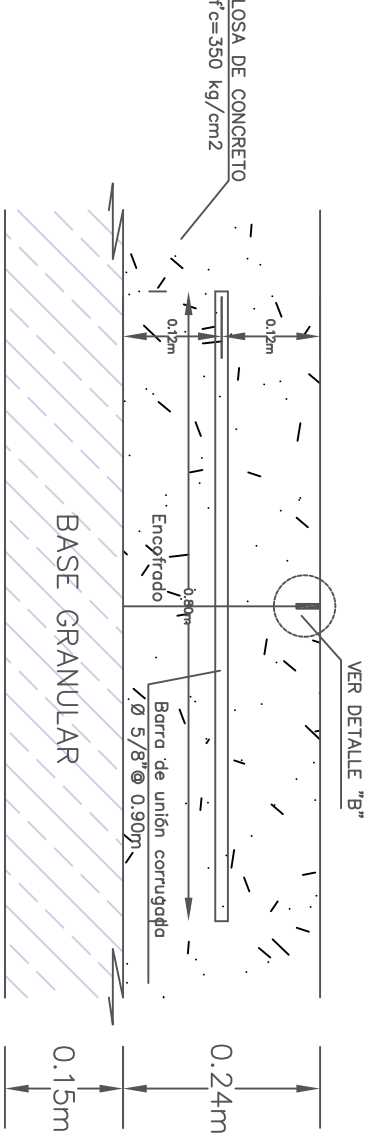 LOSA DE CONCRETO
f'c=350 kg/cm2
VER DETALLE "B"
0.12m
0.12m
Encofrado
0.80m
Barra de unión corrugada
Ø 5/8"@ 0.90m
BASE GRANULAR
0.24m
0.15m